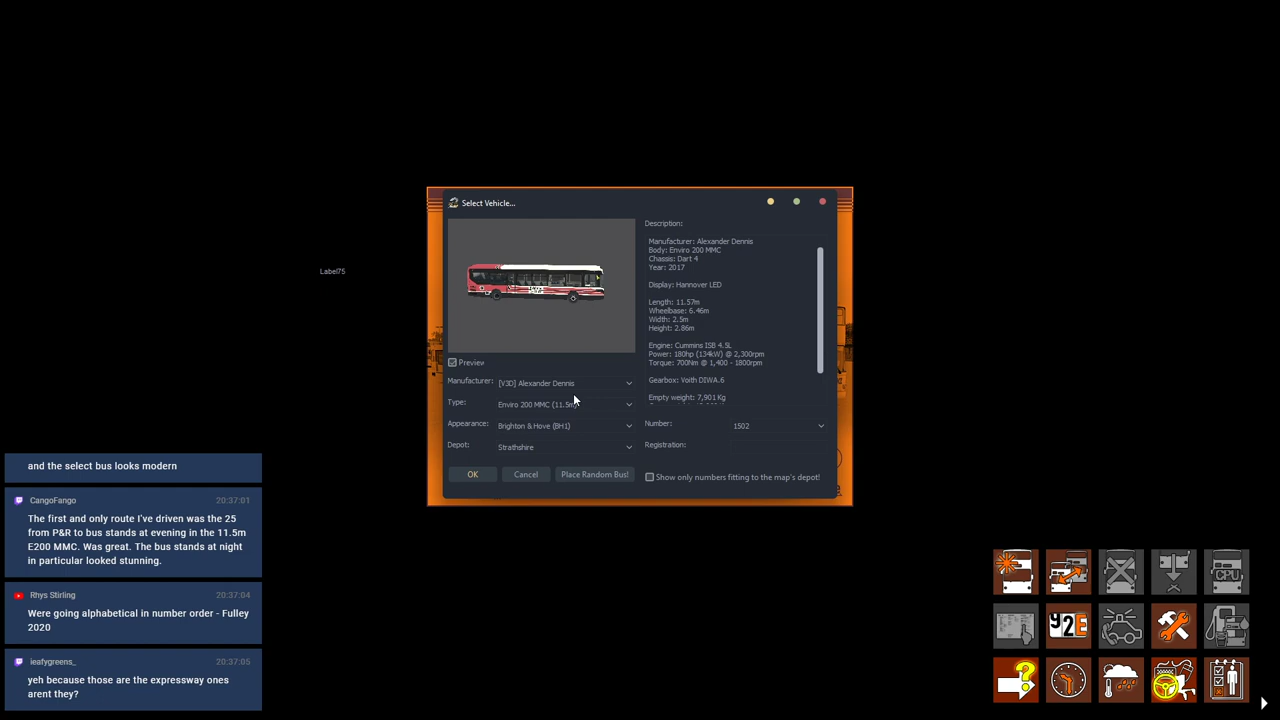 Select Vehicle...
Description:
Manufacturer: Alexander Dennis
Body: Enviro 200 MMC
Chassis: Dart 4
Year: 2017
Display: Hannover LED
Length: 11.57m
Wheelbase: 6.46m
Width: 2.5m
Height: 2.86m
Engine: Cummins ISB 4.5L
Power: 180hp (134kW) @ 2,300rpm
Torque: 700Nm @ 1,400 - 1800rpm
Gearbox: Voith DIWA.6
Empty weight: 7,901 Kg
Label75
Preview
Manufacturer: [V3D] Alexander Dennis
Type: Enviro 200 MMC (11.5m)
Appearance: Brighton & Hove (BH1)
Number: 1502
Depot: Strathshire
Registration:
OK Cancel Place Random Bus!
Show only numbers fitting to the map's depot!
and the select bus looks modern
CangoFango 20:37:01
The first and only route I've driven was the 25
from P&R to bus stands at evening in the 11.5m
E200 MMC. Was great. The bus stands at night
in particular looked stunning.
Rhys Stirling 20:37:04
Were going alphabetical in number order - Fulley
2020
ieafygreens_ 20:37:05
yeh because those are the expressway ones
arent they?
CPU
92E
?